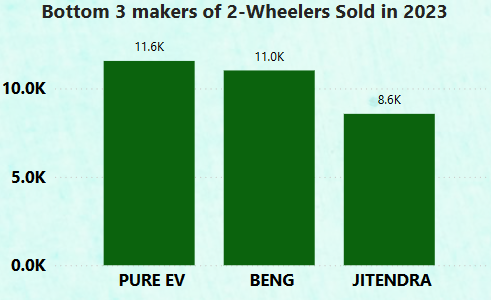 Bottom 3 makers of 2-Wheelers Sold in 2023
11.6K
11.0K
8.6K
10.0K
5.0K
0.0K
PURE EV BENG JITENDRA